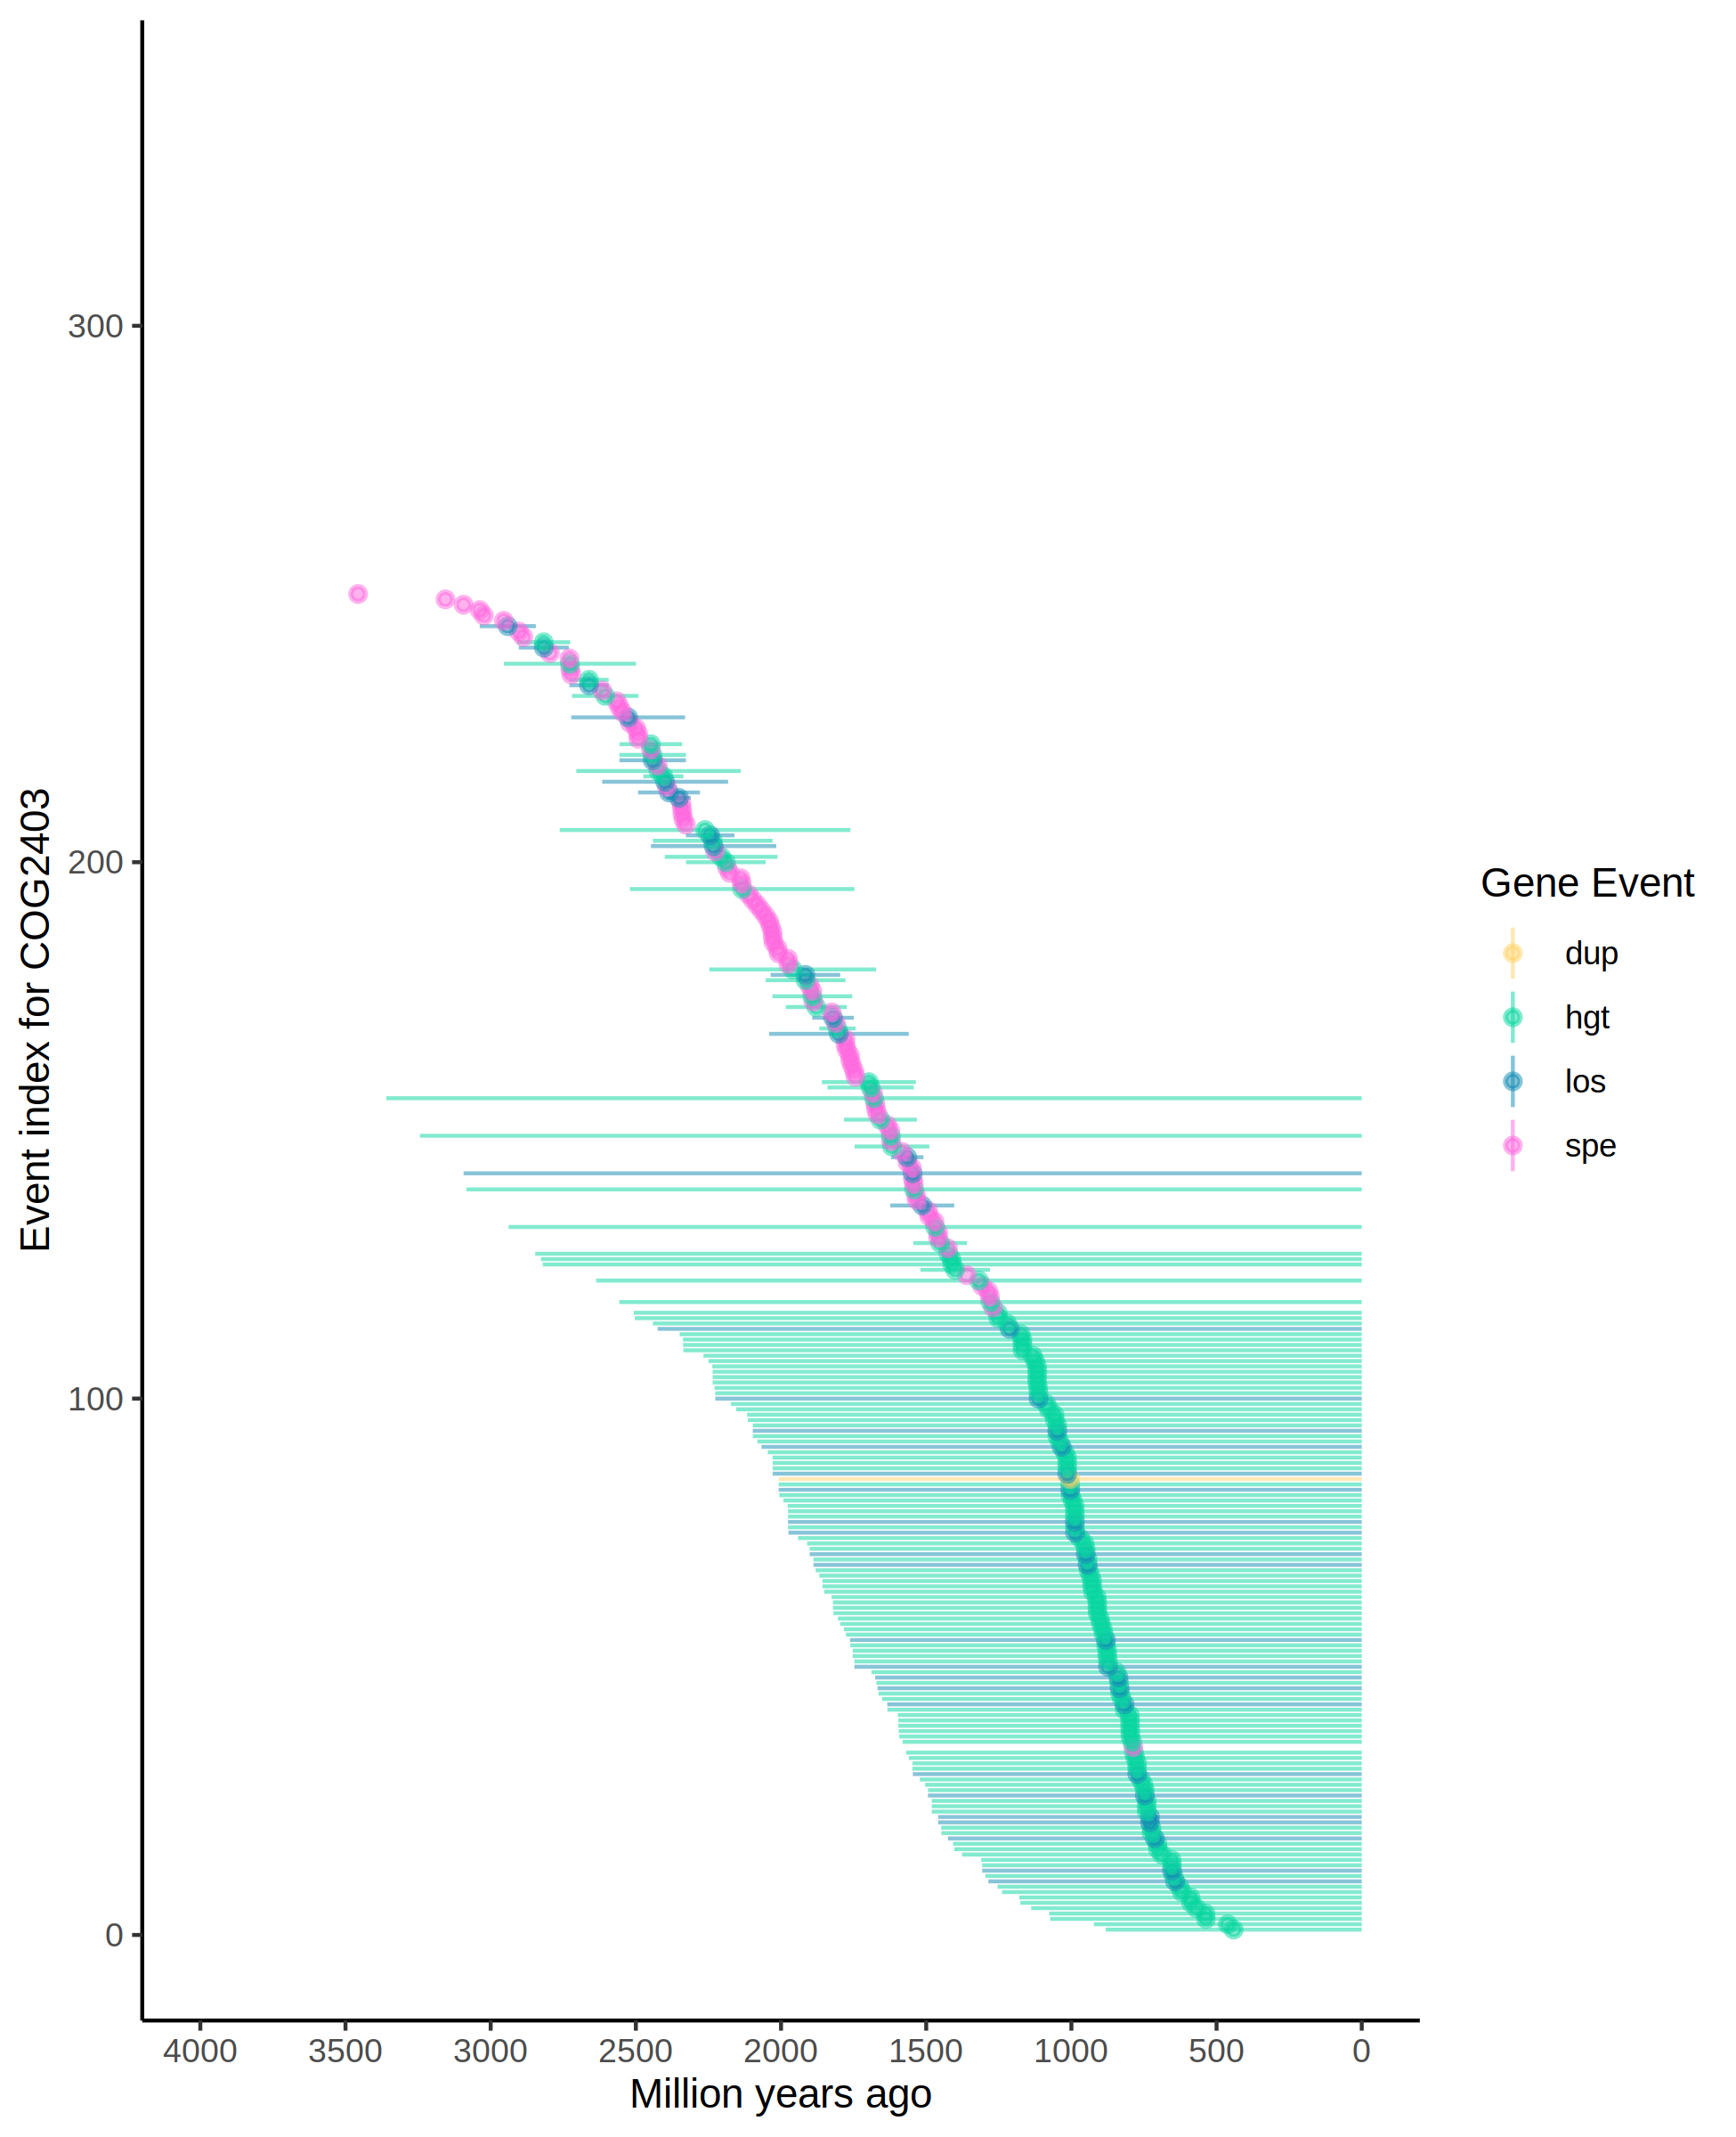 300
200
100
0
Event index for COG2403
4000 3500 3000 2500 2000 1500 1000 500 0
Million years ago
Gene Event
dup
hgt
los
spe